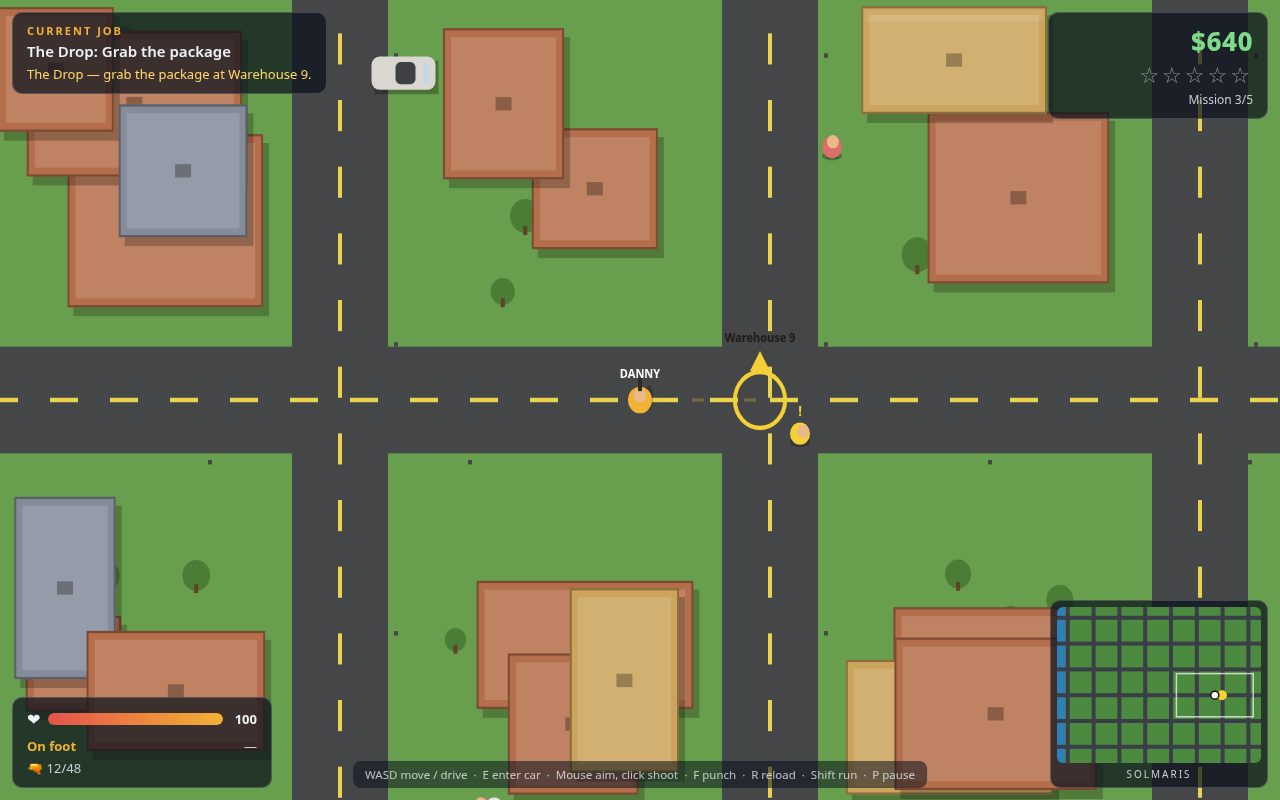 CURRENT JOB
The Drop: Grab the package
The Drop — grab the package at Warehouse 9.
$640
☆☆☆☆☆
Mission 3/5
Warehouse 9
DANNY
!
100
On foot —
12/48
WASD move / drive · E enter car · Mouse aim, click shoot · F punch · R reload · Shift run · P pause
SOLMARIS